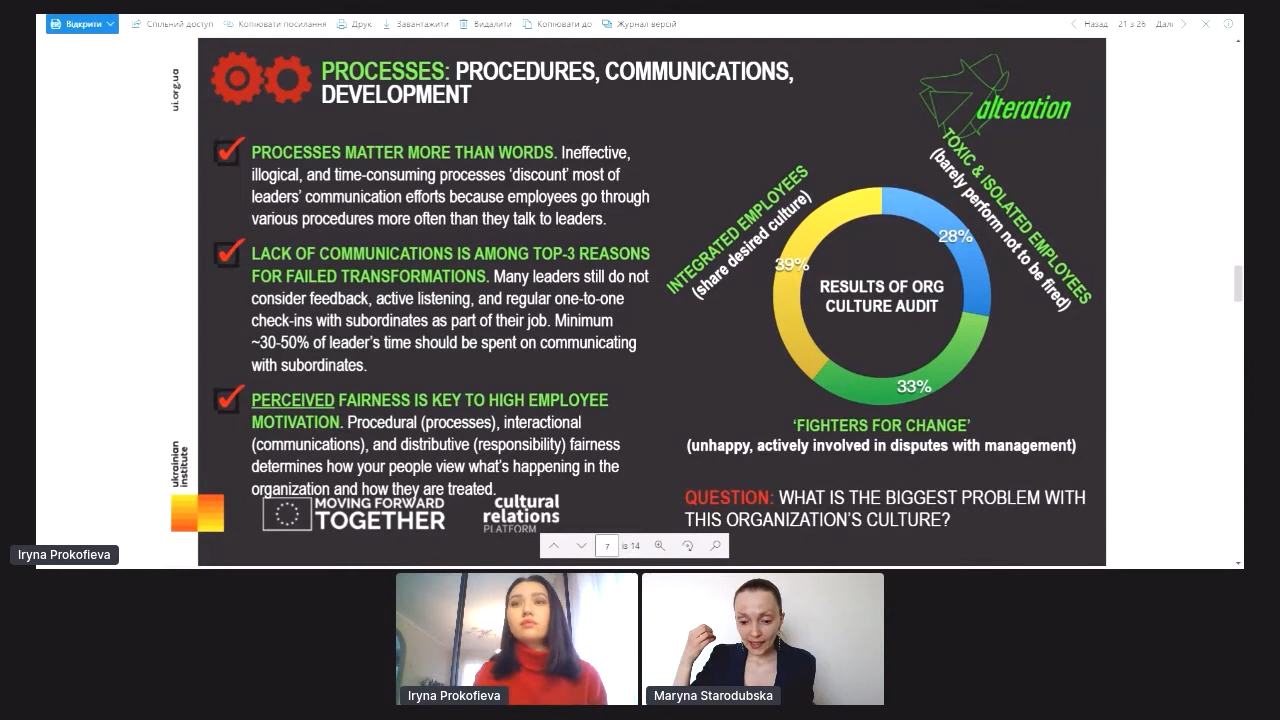 Відкрити
Спільний доступ
Копіювати посилання
Друк
Завантажити
Видалити
Копіювати до
Журнал версій
Назад
21 з 26
Далі
ui.org.ua
PROCESSES: PROCEDURES, COMMUNICATIONS,
DEVELOPMENT
alteration
PROCESSES MATTER MORE THAN WORDS. Ineffective,
illogical, and time-consuming processes ‘discount’ most of
leaders’ communication efforts because employees go through
various procedures more often than they talk to leaders.
LACK OF COMMUNICATIONS IS AMONG TOP-3 REASONS
FOR FAILED TRANSFORMATIONS. Many leaders still do not
consider feedback, active listening, and regular one-to-one
check-ins with subordinates as part of their job. Minimum
~30-50% of leader’s time should be spent on communicating
with subordinates.
PERCEIVED FAIRNESS IS KEY TO HIGH EMPLOYEE
MOTIVATION. Procedural (processes), interactional
(communications), and distributive (responsibility) fairness
determines how your people view what’s happening in the
organization and how they are treated.
INTEGRATED EMPLOYEES
(share desired culture)
TOXIC & ISOLATED EMPLOYEES
(barely perform not to be fired)
28%
39%
33%
RESULTS OF ORG
CULTURE AUDIT
‘FIGHTERS FOR CHANGE’
(unhappy, actively involved in disputes with management)
QUESTION: WHAT IS THE BIGGEST PROBLEM WITH
THIS ORGANIZATION’S CULTURE?
ukrainian
institute
MOVING FORWARD
TOGETHER
cultural
relations
PLATFORM
7 із 14
Iryna Prokofieva
Iryna Prokofieva
Maryna Starodubska